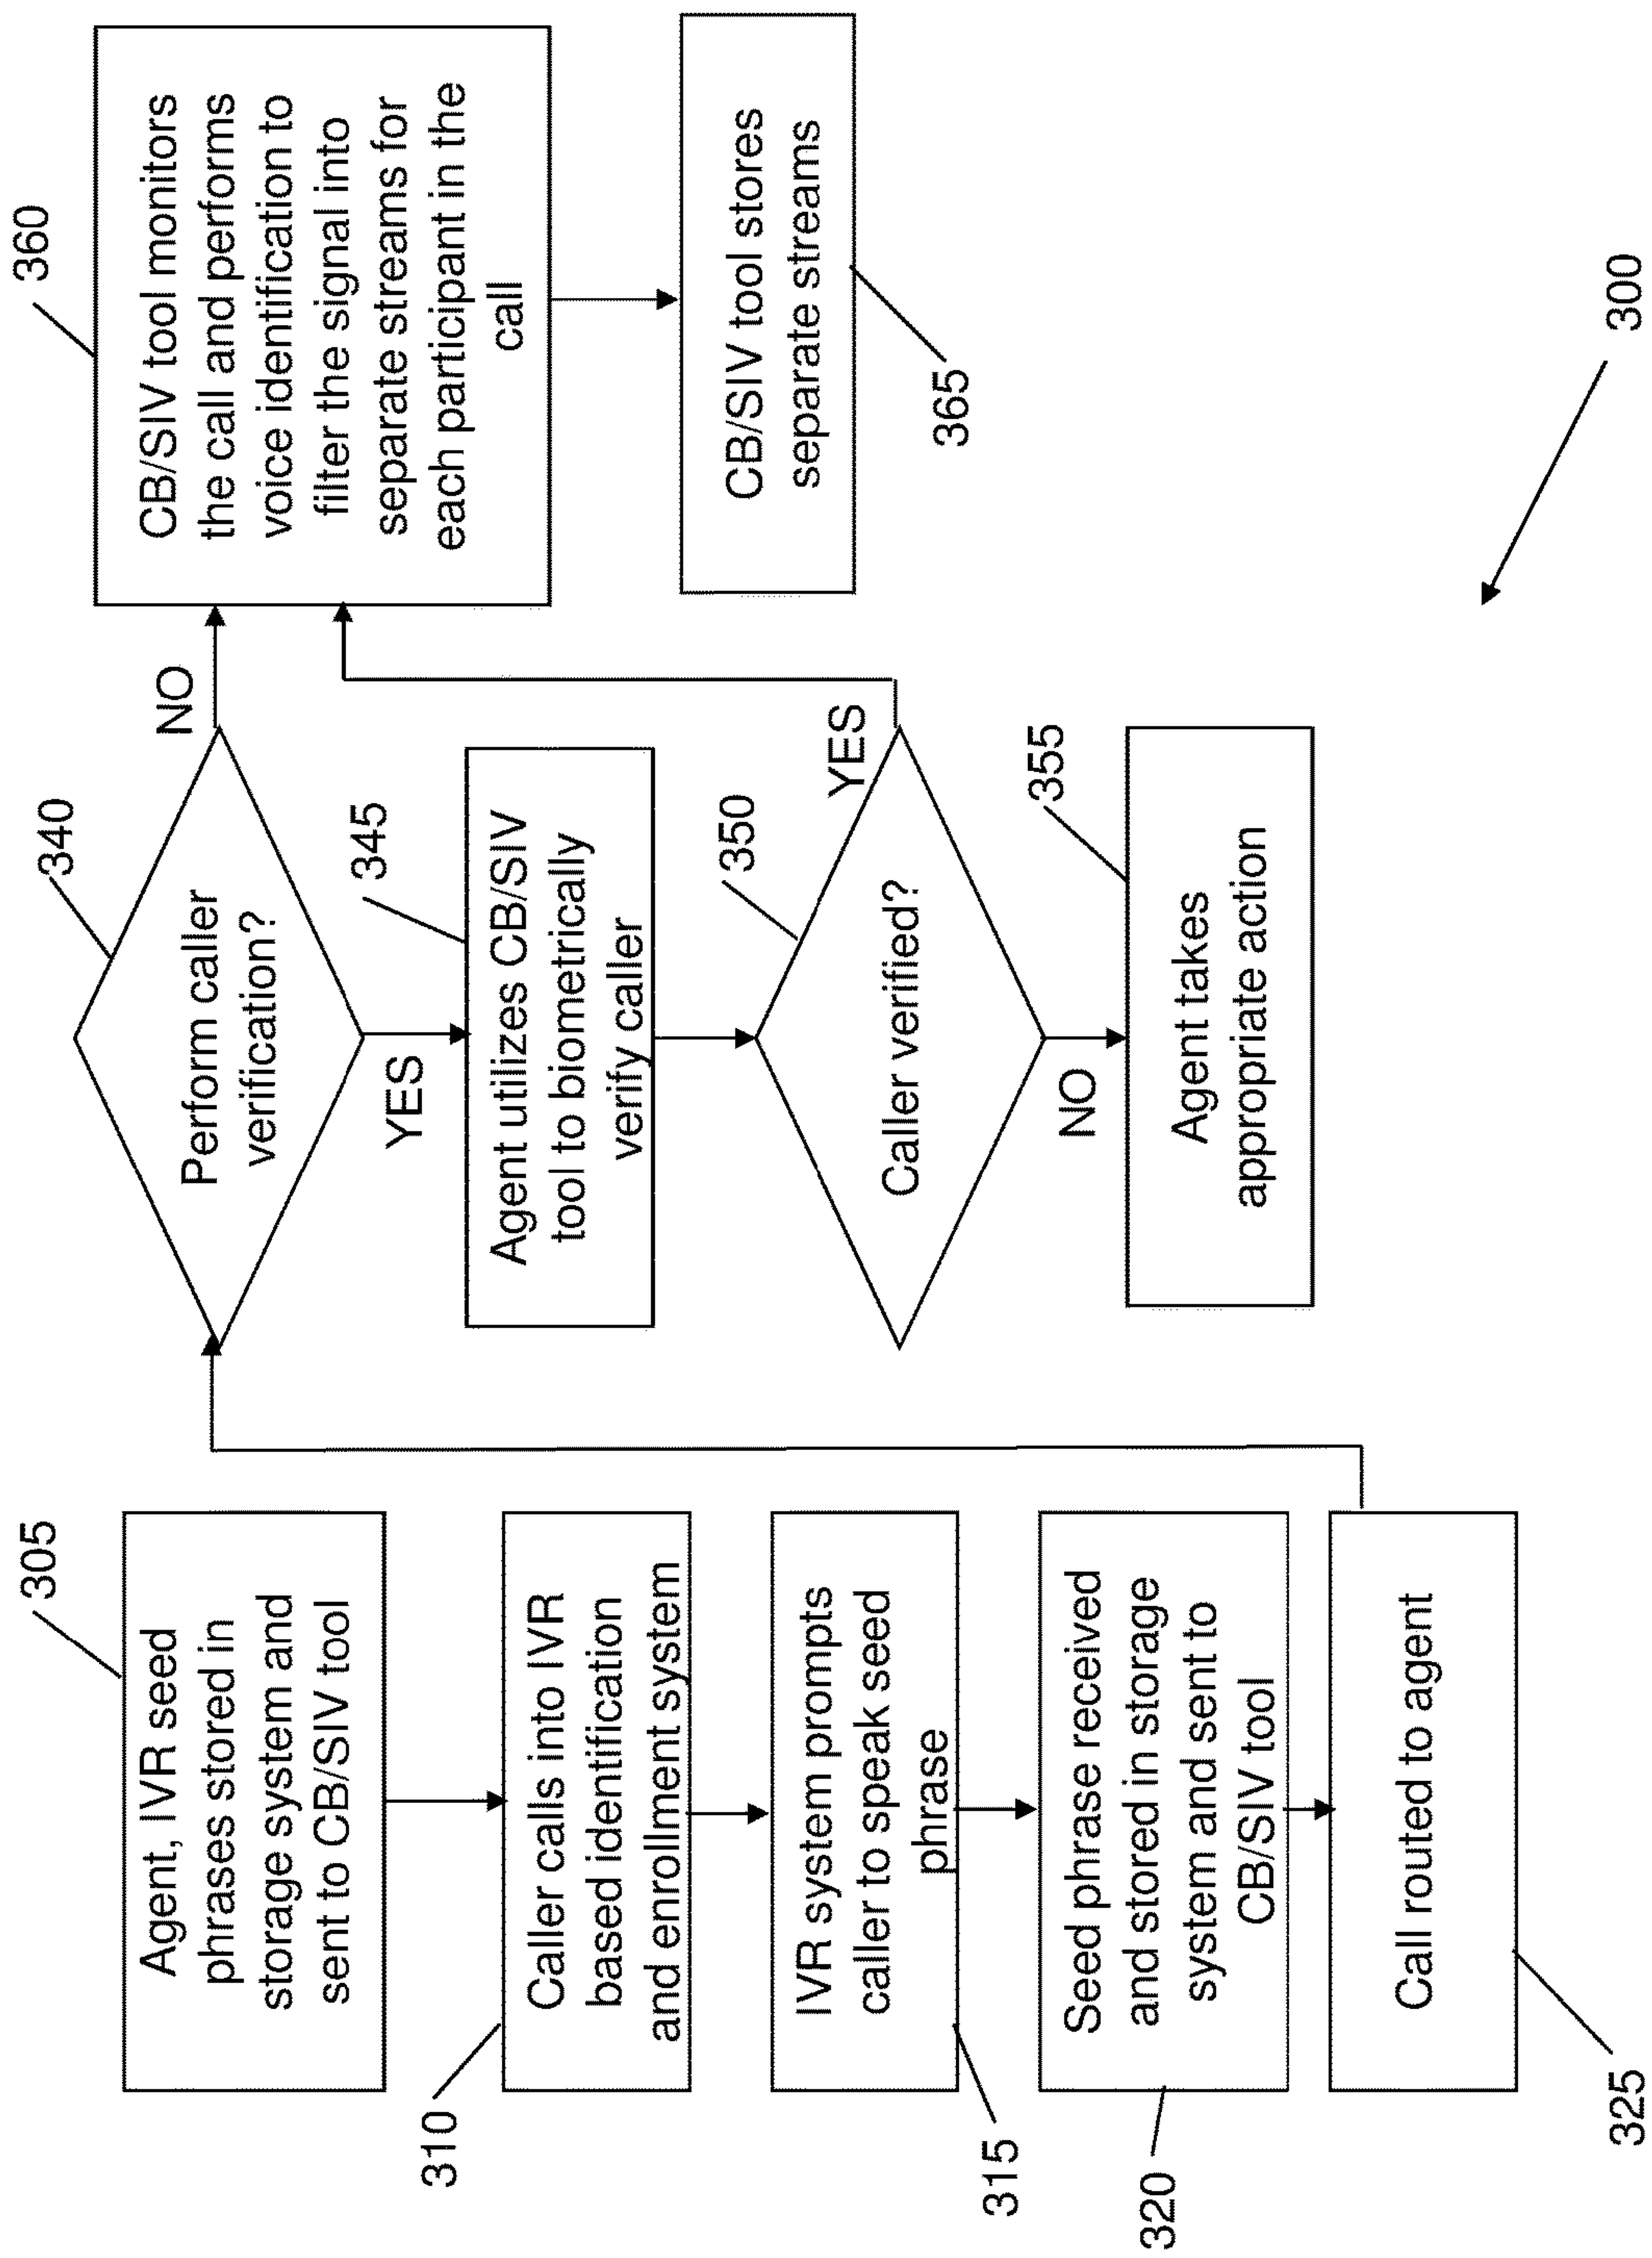 305
Agent, IVR seed
phrases stored in
storage system and
sent to CB/SIV tool
310
Caller calls into IVR
based identification
and enrollment system
IVR system prompts
caller to speak seed
phrase
315
320
Seed phrase received
and stored in storage
system and sent to
CB/SIV tool
Call routed to agent
325
340
Perform caller
verification?
NO
YES
345
Agent utilizes CB/SIV
tool to biometrically
verify caller
350
Caller verified?
YES
NO
355
Agent takes
appropriate action
360
CB/SIV tool monitors
the call and performs
voice identification to
filter the signal into
separate streams for
each participant in the
call
CB/SIV tool stores
separate streams
365
300